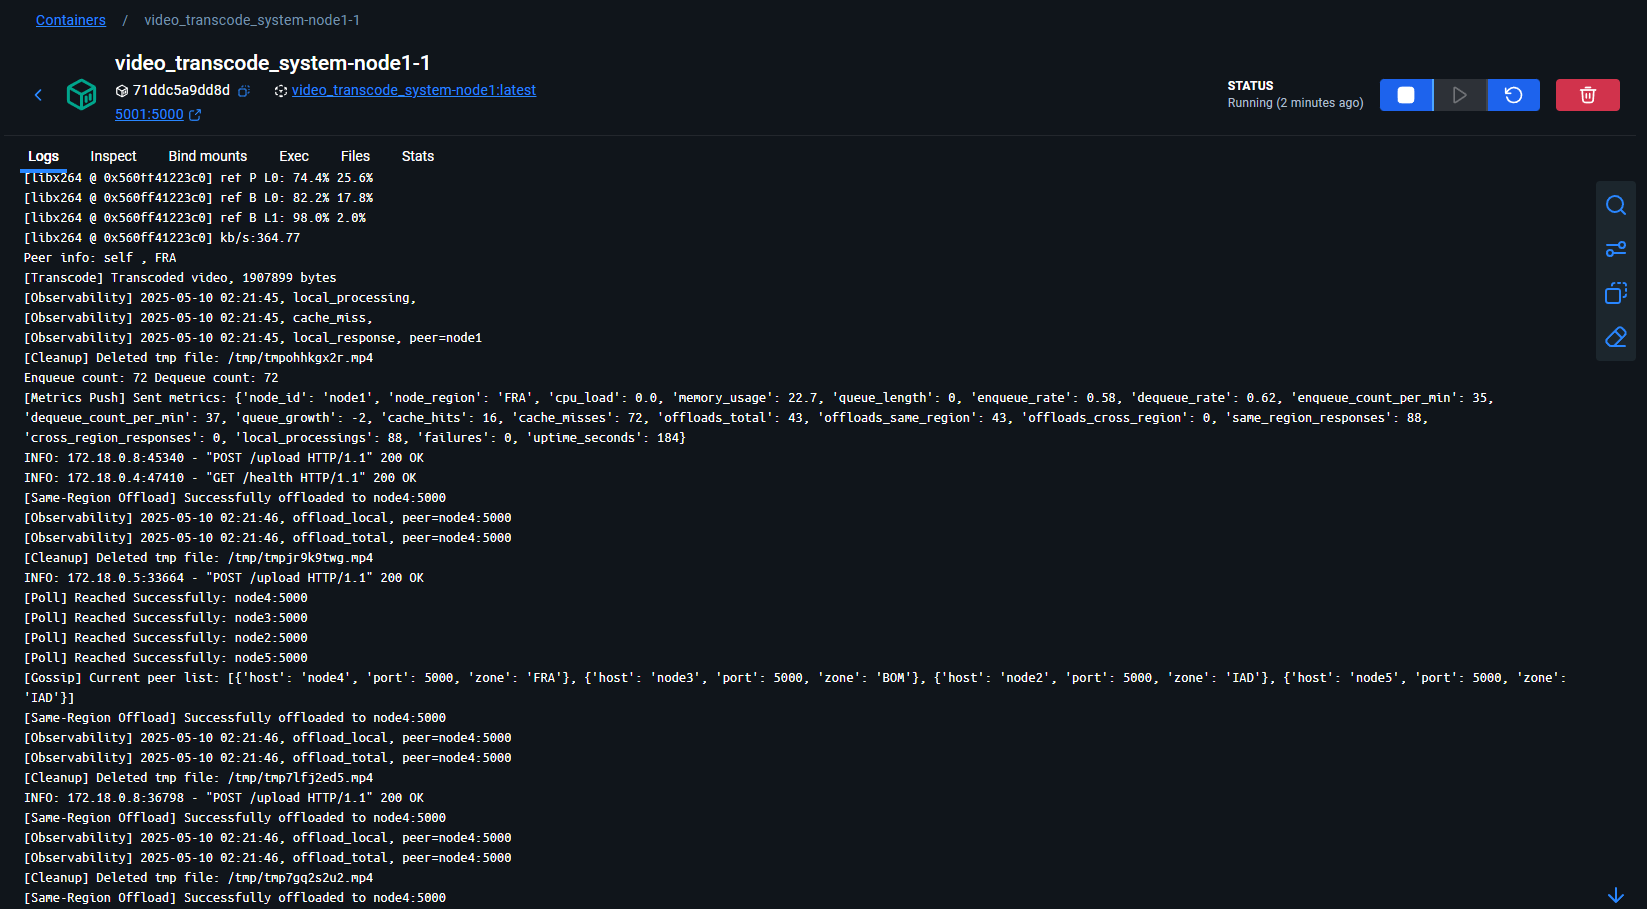 Containers / video_transcode_system-node1-1
video_transcode_system-node1-1
71ddc5a9dd8d video_transcode_system-node1:latest
5001:5000
STATUS
Running (2 minutes ago)
Logs Inspect Bind mounts Exec Files Stats
[libx264 @ 0x560ff41223c0] ref P L0: 74.4% 25.6%
[libx264 @ 0x560ff41223c0] ref B L0: 82.2% 17.8%
[libx264 @ 0x560ff41223c0] ref B L1: 98.0% 2.0%
[libx264 @ 0x560ff41223c0] kb/s:364.77
Peer info: self , FRA
[Transcode] Transcoded video, 1907899 bytes
[Observability] 2025-05-10 02:21:45, local_processing,
[Observability] 2025-05-10 02:21:45, cache_miss,
[Observability] 2025-05-10 02:21:45, local_response, peer=node1
[Cleanup] Deleted tmp file: /tmp/tmpohhkgx2r.mp4
Enqueue count: 72 Dequeue count: 72
[Metrics Push] Sent metrics: {'node_id': 'node1', 'node_region': 'FRA', 'cpu_load': 0.0, 'memory_usage': 22.7, 'queue_length': 0, 'enqueue_rate': 0.58, 'dequeue_rate': 0.62, 'enqueue_count_per_min': 35,
'dequeue_count_per_min': 37, 'queue_growth': -2, 'cache_hits': 16, 'cache_misses': 72, 'offloads_total': 43, 'offloads_same_region': 43, 'offloads_cross_region': 0, 'same_region_responses': 88,
'cross_region_responses': 0, 'local_processings': 88, 'failures': 0, 'uptime_seconds': 184}
INFO: 172.18.0.8:45340 - "POST /upload HTTP/1.1" 200 OK
INFO: 172.18.0.4:47410 - "GET /health HTTP/1.1" 200 OK
[Same-Region Offload] Successfully offloaded to node4:5000
[Observability] 2025-05-10 02:21:46, offload_local, peer=node4:5000
[Observability] 2025-05-10 02:21:46, offload_total, peer=node4:5000
[Cleanup] Deleted tmp file: /tmp/tmpjr9k9twg.mp4
INFO: 172.18.0.5:33664 - "POST /upload HTTP/1.1" 200 OK
[Poll] Reached Successfully: node4:5000
[Poll] Reached Successfully: node3:5000
[Poll] Reached Successfully: node2:5000
[Poll] Reached Successfully: node5:5000
[Gossip] Current peer list: [{'host': 'node4', 'port': 5000, 'zone': 'FRA'}, {'host': 'node3', 'port': 5000, 'zone': 'BOM'}, {'host': 'node2', 'port': 5000, 'zone': 'IAD'}, {'host': 'node5', 'port': 5000, 'zone':
'IAD'}]
[Same-Region Offload] Successfully offloaded to node4:5000
[Observability] 2025-05-10 02:21:46, offload_local, peer=node4:5000
[Observability] 2025-05-10 02:21:46, offload_total, peer=node4:5000
[Cleanup] Deleted tmp file: /tmp/tmp7lfj2ed5.mp4
INFO: 172.18.0.8:36798 - "POST /upload HTTP/1.1" 200 OK
[Same-Region Offload] Successfully offloaded to node4:5000
[Observability] 2025-05-10 02:21:46, offload_local, peer=node4:5000
[Observability] 2025-05-10 02:21:46, offload_total, peer=node4:5000
[Cleanup] Deleted tmp file: /tmp/tmp7gq2s2u2.mp4
[Same-Region Offload] Successfully offloaded to node4:5000